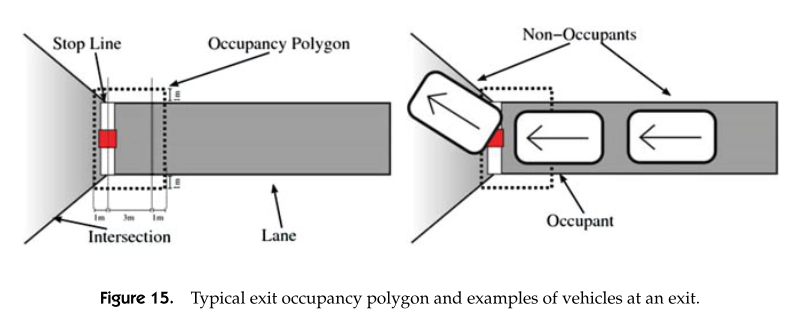 Stop Line
Occupancy Polygon
1m
1m
1m 3m 1m
Intersection
Lane
Non-Occupants
Occupant
Figure 15. Typical exit occupancy polygon and examples of vehicles at an exit.